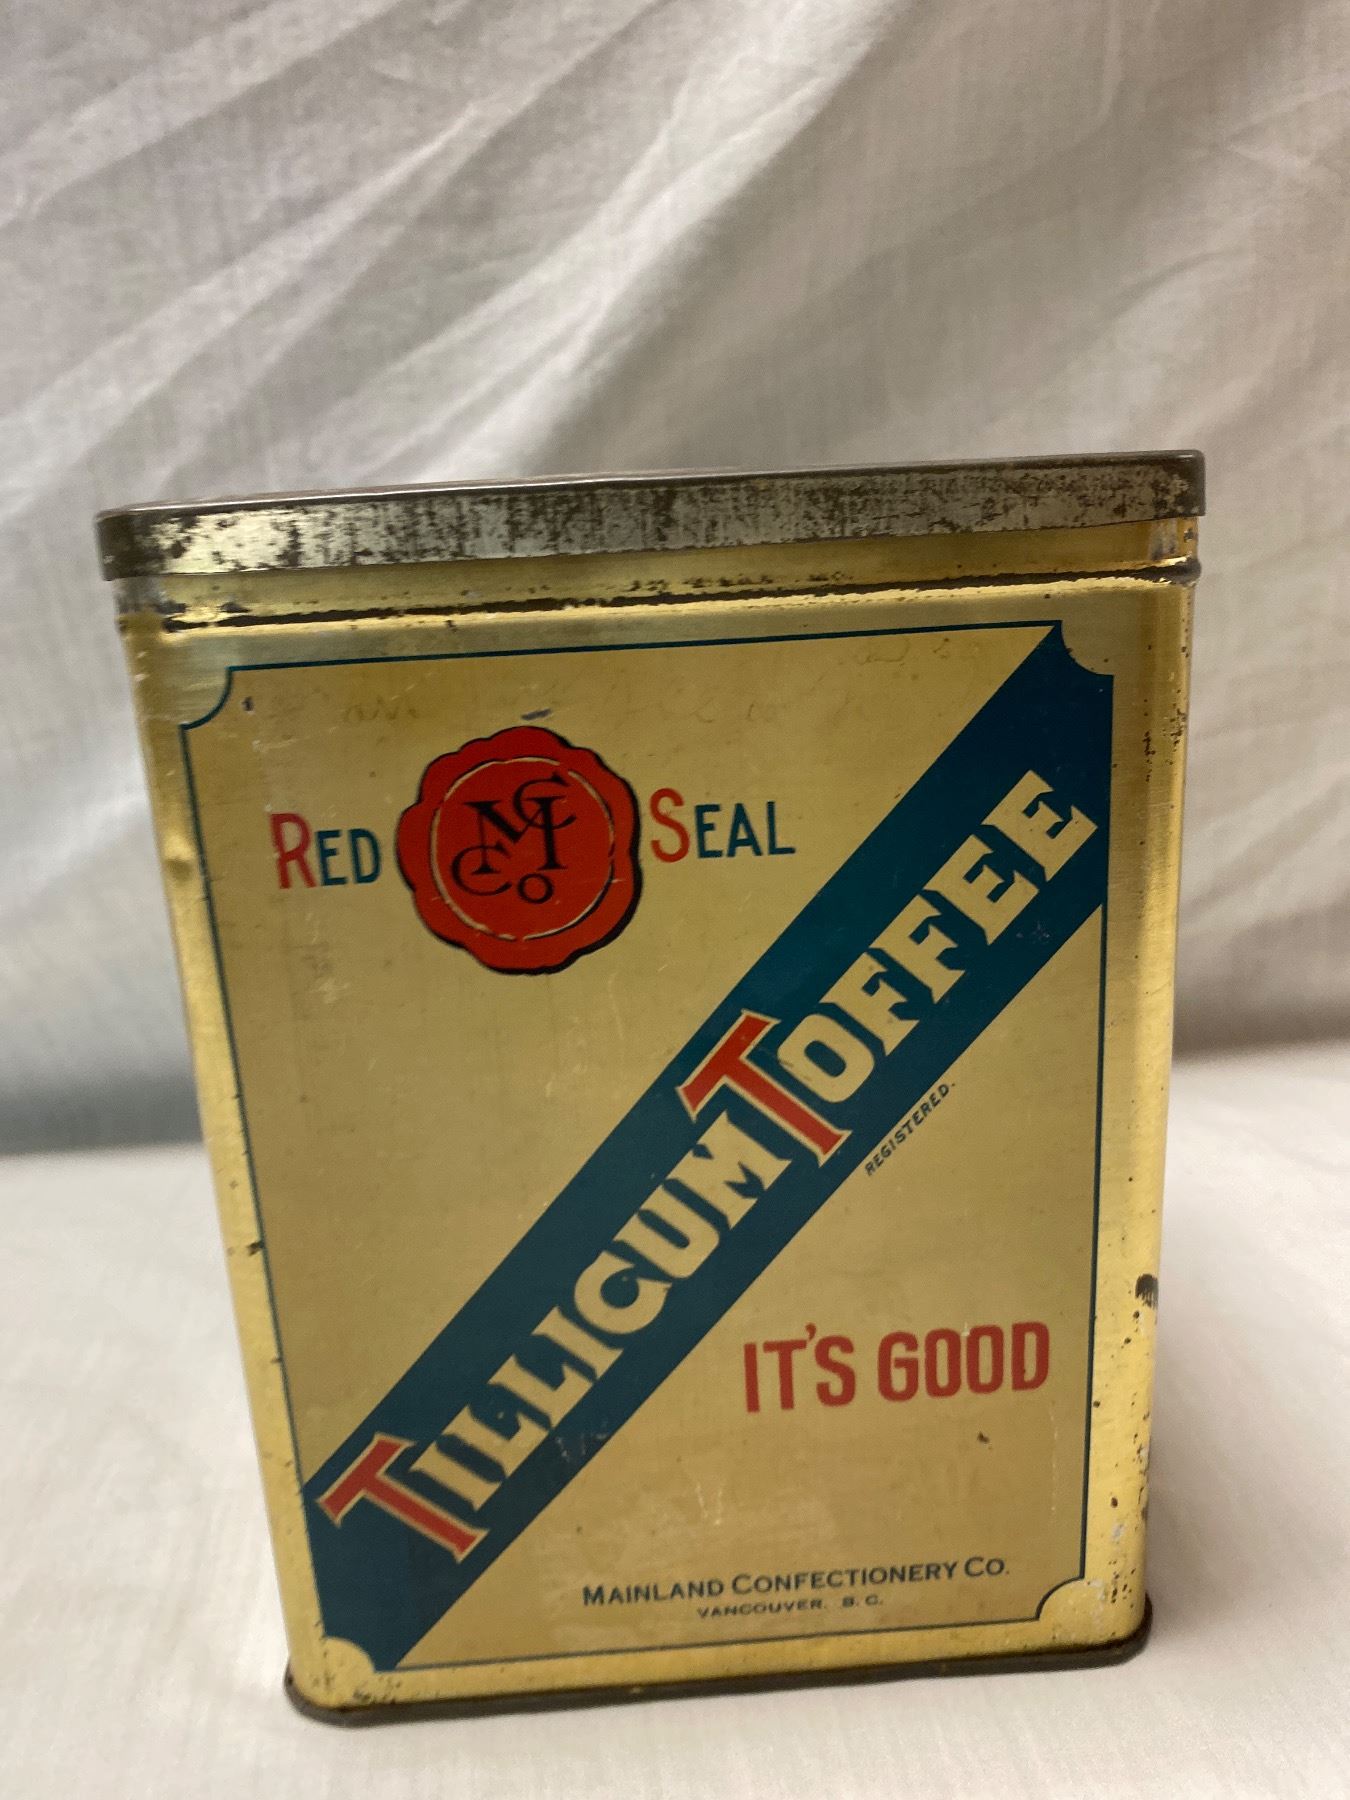 RED MCCO SEAL
TILLICUM TOFFEE
REGISTERED.
IT'S GOOD
MAINLAND CONFECTIONERY CO.
VANCOUVER. B. C.